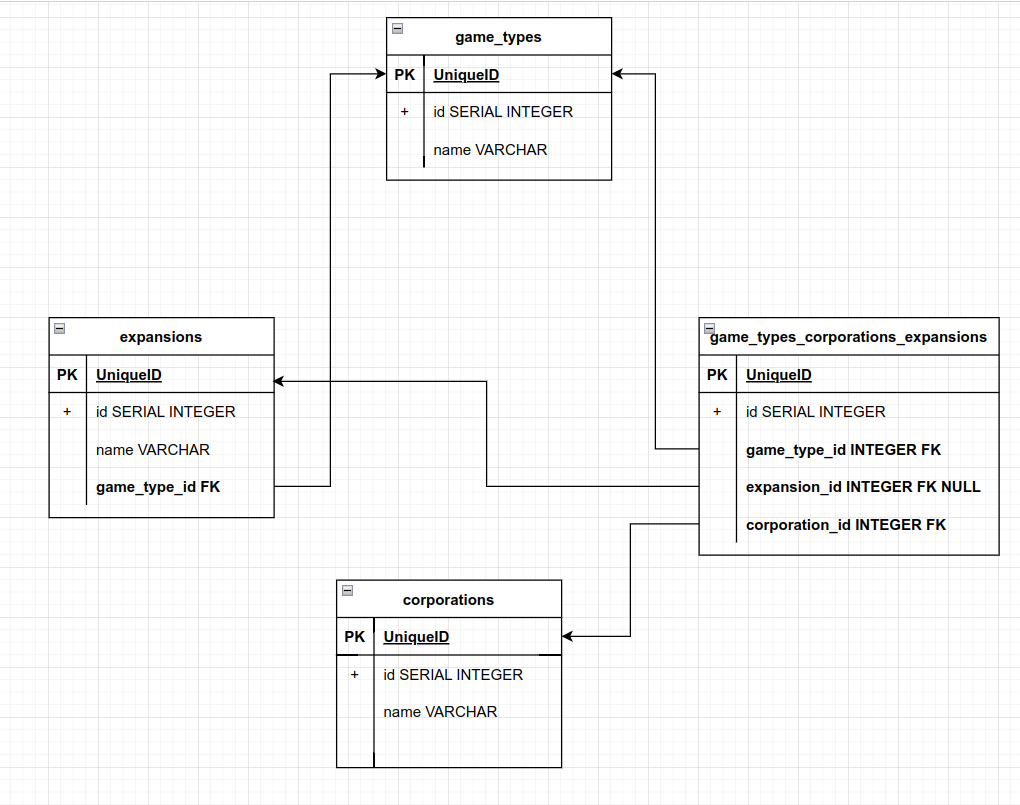 game_types
PK UniqueID
+ id SERIAL INTEGER
name VARCHAR
expansions
PK UniqueID
+ id SERIAL INTEGER
name VARCHAR
game_type_id FK
game_types_corporations_expansions
PK UniqueID
+ id SERIAL INTEGER
game_type_id INTEGER FK
expansion_id INTEGER FK NULL
corporation_id INTEGER FK
corporations
PK UniqueID
+ id SERIAL INTEGER
name VARCHAR